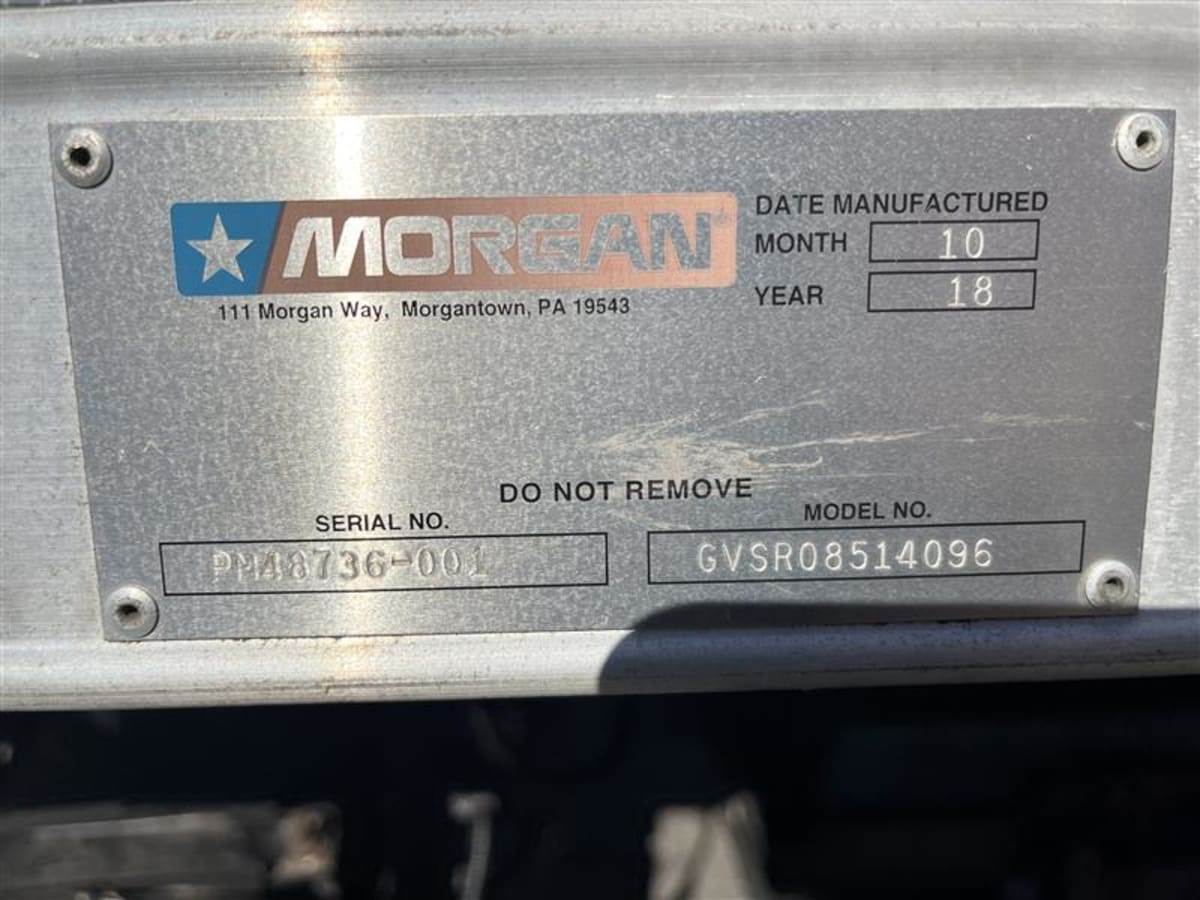 MORGAN
111 Morgan Way, Morgantown, PA 19543
DATE MANUFACTURED
MONTH 10
YEAR 18
DO NOT REMOVE
SERIAL NO.
PM48736-001
MODEL NO.
GVSR08514096